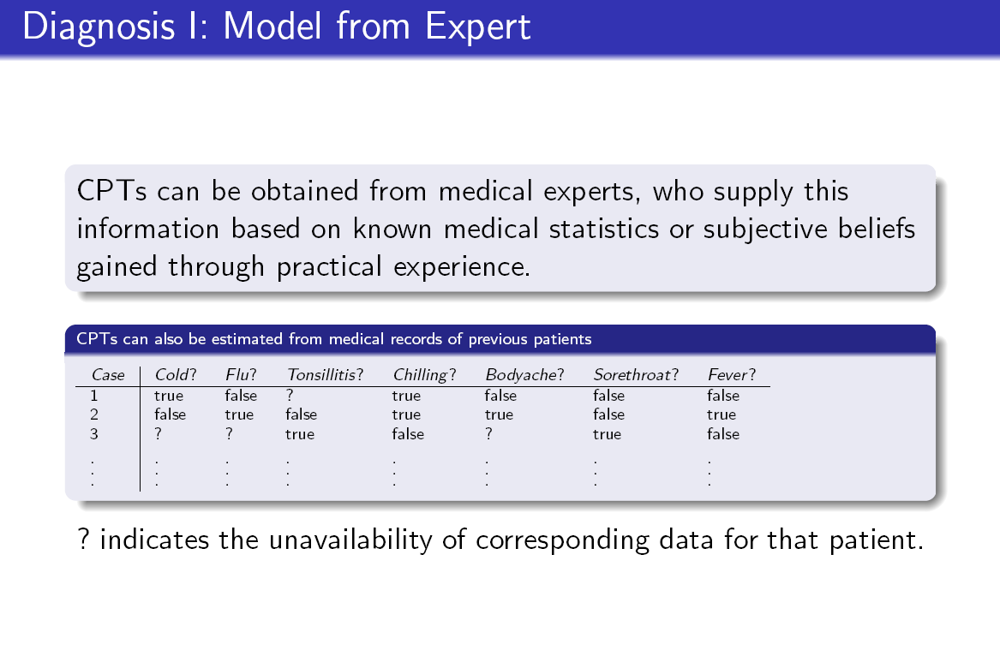 Diagnosis I: Model from Expert
CPTs can be obtained from medical experts, who supply this
information based on known medical statistics or subjective beliefs
gained through practical experience.
CPTs can also be estimated from medical records of previous patients
Case Cold? Flu? Tonsillitis? Chilling? Bodyache? Sorethroat? Fever?
1 true false ? true false false false
2 false true false true true false true
3 ? ? true false ? true false
. . . . . . . .
. . . . . . . .
. . . . . . . .
? indicates the unavailability of corresponding data for that patient.